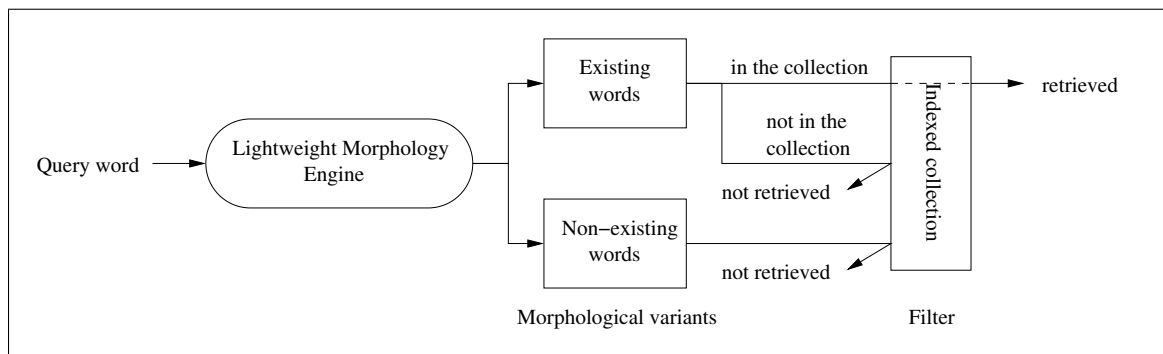 Query word
Lightweight Morphology
Engine
Existing
words
Non−existing
words
Morphological variants
in the collection
not in the
collection
not retrieved
not retrieved
Indexed collection
Filter
retrieved